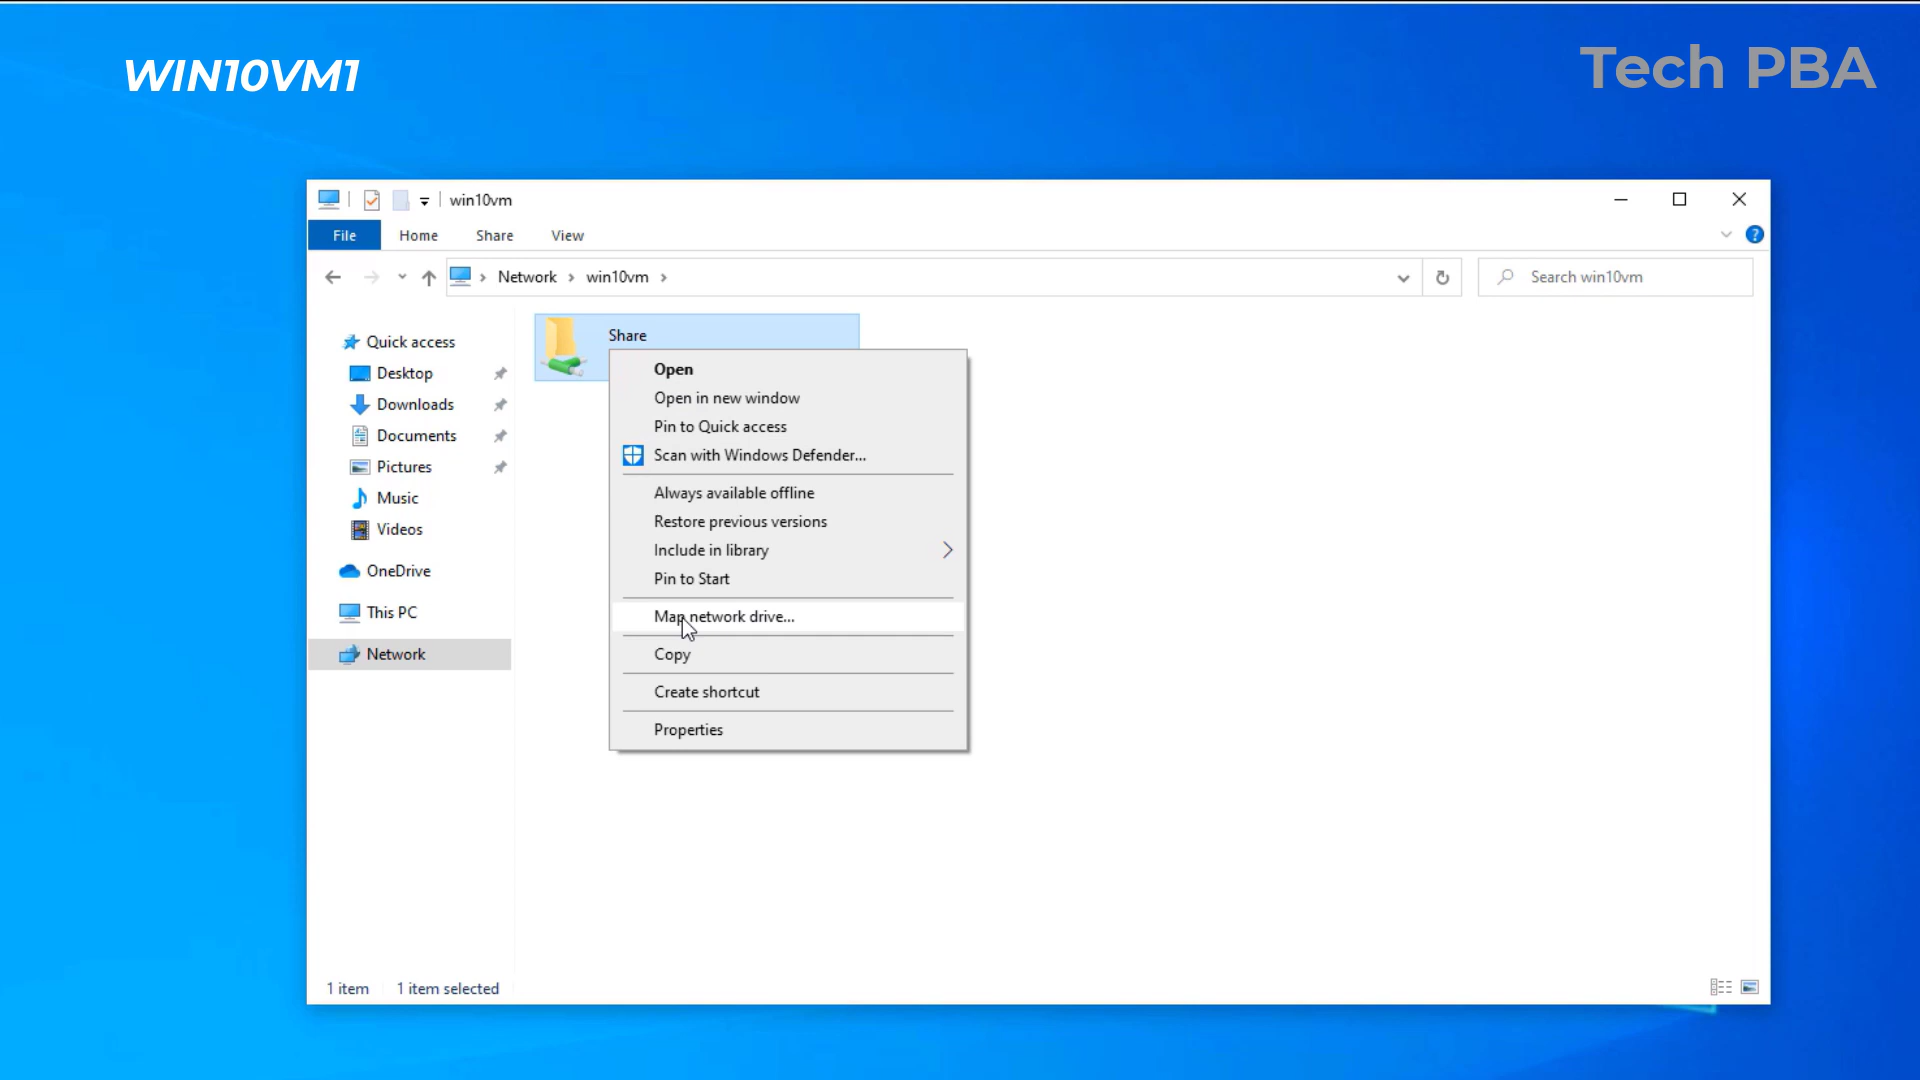 WIN10VM1
Tech PBA
win10vm
File Home Share View
Network win10vm
Search win10vm
Quick access
Desktop
Downloads
Documents
Pictures
Music
Videos
OneDrive
This PC
Network
Share
Open
Open in new window
Pin to Quick access
Scan with Windows Defender...
Always available offline
Restore previous versions
Include in library
Pin to Start
Map network drive...
Copy
Create shortcut
Properties
1 item 1 item selected